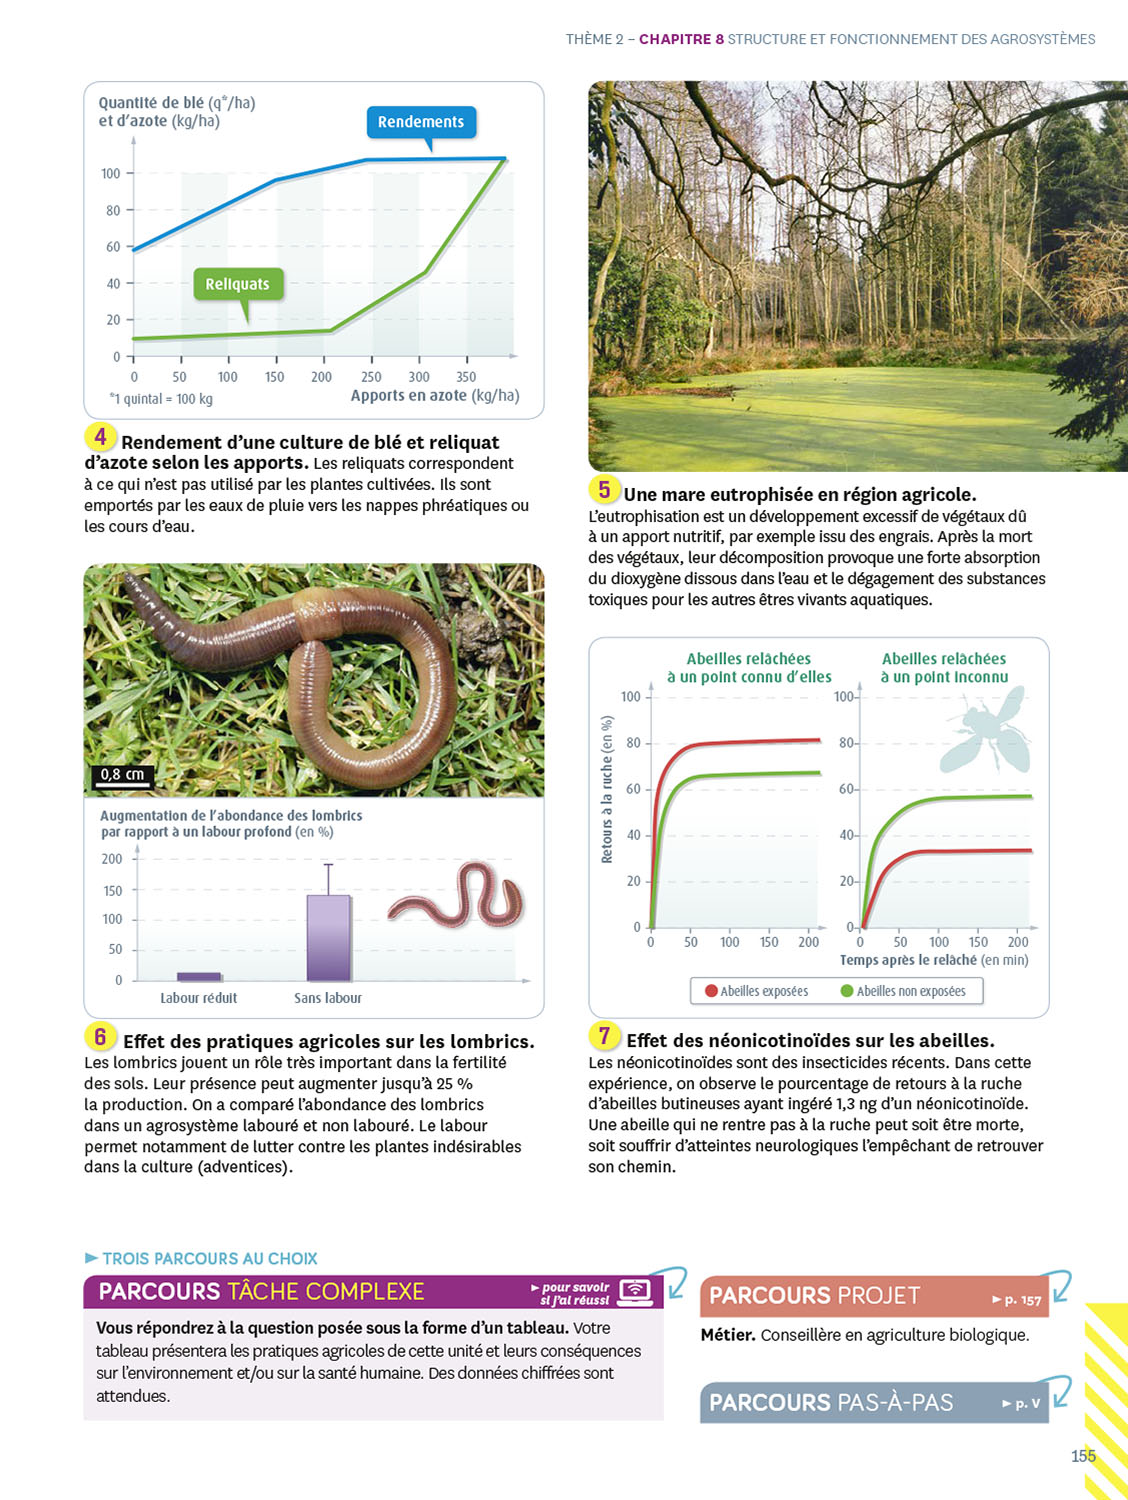 THÈME 2 – CHAPITRE 8 STRUCTURE ET FONCTIONNEMENT DES AGROSYSTÈMES
Quantité de blé (q*/ha)
et d'azote (kg/ha)
Rendements
100
80
60
Reliquats
40
20
0
0 50 100 150 200 250 300 350
*1 quintal = 100 kg
Apports en azote (kg/ha)
4 Rendement d'une culture de blé et reliquat
d'azote selon les apports. Les reliquats correspondent
à ce qui n'est pas utilisé par les plantes cultivées. Ils sont
emportés par les eaux de pluie vers les nappes phréatiques ou
les cours d'eau.
5 Une mare eutrophisée en région agricole.
L'eutrophisation est un développement excessif de végétaux dû
à un apport nutritif, par exemple issu des engrais. Après la mort
des végétaux, leur décomposition provoque une forte absorption
du dioxygène dissous dans l'eau et le dégagement des substances
toxiques pour les autres êtres vivants aquatiques.
0,8 cm
Augmentation de l'abondance des lombrics
par rapport à un labour profond (en %)
200
150
100
50
0
Labour réduit Sans labour
6 Effet des pratiques agricoles sur les lombrics.
Les lombrics jouent un rôle très important dans la fertilité
des sols. Leur présence peut augmenter jusqu'à 25 %
la production. On a comparé l'abondance des lombrics
dans un agrosystème labouré et non labouré. Le labour
permet notamment de lutter contre les plantes indésirables
dans la culture (adventices).
Abeilles relâchées
à un point connu d'elles
Abeilles relâchées
à un point inconnu
Retours à la ruche (en %)
100
80
60
40
20
0
0 50 100 150 200
100
80
60
40
20
0
0 50 100 150 200
Temps après le relâché (en min)
Abeilles exposées Abeilles non exposées
7 Effet des néonicotinoïdes sur les abeilles.
Les néonicotinoïdes sont des insecticides récents. Dans cette
expérience, on observe le pourcentage de retours à la ruche
d'abeilles butineuses ayant ingéré 1,3 ng d'un néonicotinoïde.
Une abeille qui ne rentre pas à la ruche peut soit être morte,
soit souffrir d'atteintes neurologiques l'empêchant de retrouver
son chemin.
► TROIS PARCOURS AU CHOIX
PARCOURS TÂCHE COMPLEXE
► pour savoir
si j'ai réussi
Vous répondrez à la question posée sous la forme d'un tableau. Votre
tableau présentera les pratiques agricoles de cette unité et leurs conséquences
sur l'environnement et/ou sur la santé humaine. Des données chiffrées sont
attendues.
PARCOURS PROJET ► p. 157
Métier. Conseillère en agriculture biologique.
PARCOURS PAS-À-PAS ► p. V
155